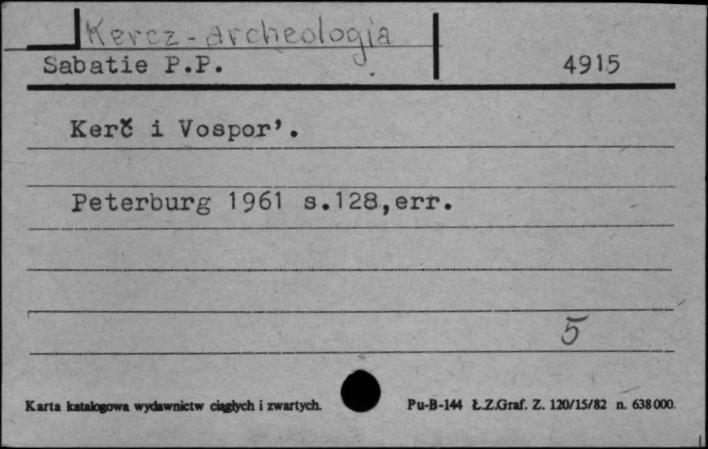 Kercz - archeologia
Sabatie P.P. 4915
Kerč i Vospor'.
Peterburg 1961 s.128,err.
5
Karta katalogowa wydawnictw ciągłych i zwartych. Pu-B-144 Ł.Z.Graf. Z. 120/15/82 n. 638000.